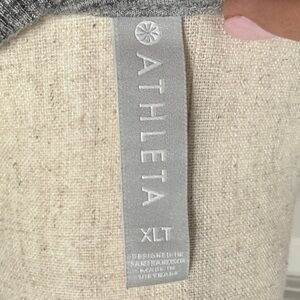 ATHLETA
XLT
DESIGNED IN
SAN FRANCISCO
MADE IN
VIETNAM